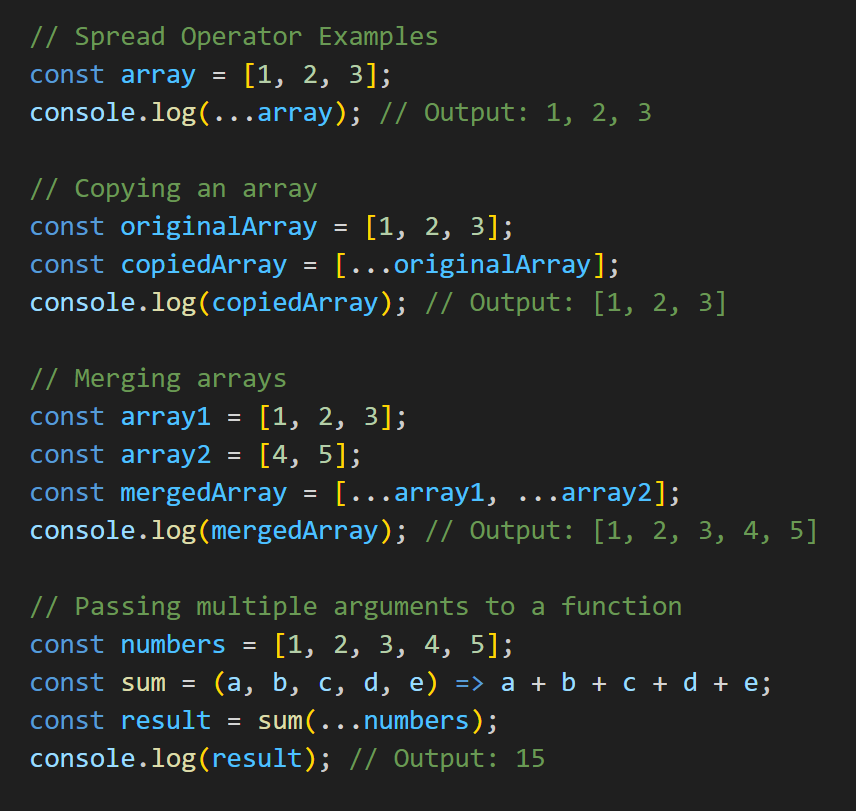 // Spread Operator Examples
const array = [1, 2, 3];
console.log(...array); // Output: 1, 2, 3
// Copying an array
const originalArray = [1, 2, 3];
const copiedArray = [...originalArray];
console.log(copiedArray); // Output: [1, 2, 3]
// Merging arrays
const array1 = [1, 2, 3];
const array2 = [4, 5];
const mergedArray = [...array1, ...array2];
console.log(mergedArray); // Output: [1, 2, 3, 4, 5]
// Passing multiple arguments to a function
const numbers = [1, 2, 3, 4, 5];
const sum = (a, b, c, d, e) => a + b + c + d + e;
const result = sum(...numbers);
console.log(result); // Output: 15